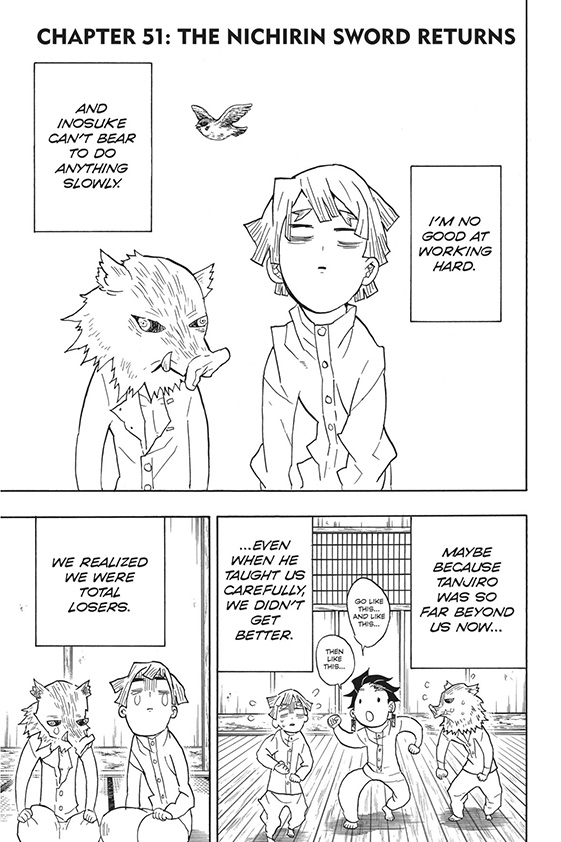 CHAPTER 51: THE NICHIRIN SWORD RETURNS
I'M NO
GOOD AT
WORKING
HARD.
AND
INOSUKE
CAN'T BEAR
TO DO
ANYTHING
SLOWLY.
MAYBE
BECAUSE
TANJIRO
WAS SO
FAR BEYOND
US NOW...
GO LIKE
THIS...
AND LIKE
THIS...
THEN
LIKE
THIS...
...EVEN
WHEN HE
TAUGHT US
CAREFULLY,
WE DIDN'T
GET
BETTER.
WE REALIZED
WE WERE
TOTAL
LOSERS.